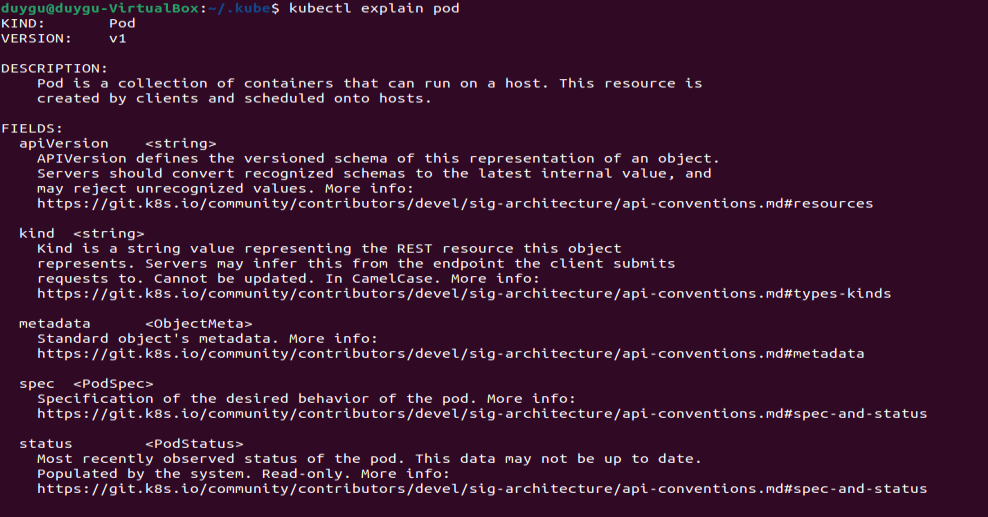 duygu@duygu-VirtualBox:~/.kube$ kubectl explain pod
KIND:     Pod
VERSION:  v1

DESCRIPTION:
    Pod is a collection of containers that can run on a host. This resource is
    created by clients and scheduled onto hosts.

FIELDS:
  apiVersion    <string>
    APIVersion defines the versioned schema of this representation of an object.
    Servers should convert recognized schemas to the latest internal value, and
    may reject unrecognized values. More info:
    https://git.k8s.io/community/contributors/devel/sig-architecture/api-conventions.md#resources

  kind  <string>
    Kind is a string value representing the REST resource this object
    represents. Servers may infer this from the endpoint the client submits
    requests to. Cannot be updated. In CamelCase. More info:
    https://git.k8s.io/community/contributors/devel/sig-architecture/api-conventions.md#types-kinds

  metadata      <ObjectMeta>
    Standard object's metadata. More info:
    https://git.k8s.io/community/contributors/devel/sig-architecture/api-conventions.md#metadata

  spec  <PodSpec>
    Specification of the desired behavior of the pod. More info:
    https://git.k8s.io/community/contributors/devel/sig-architecture/api-conventions.md#spec-and-status

  status        <PodStatus>
    Most recently observed status of the pod. This data may not be up to date.
    Populated by the system. Read-only. More info:
    https://git.k8s.io/community/contributors/devel/sig-architecture/api-conventions.md#spec-and-status